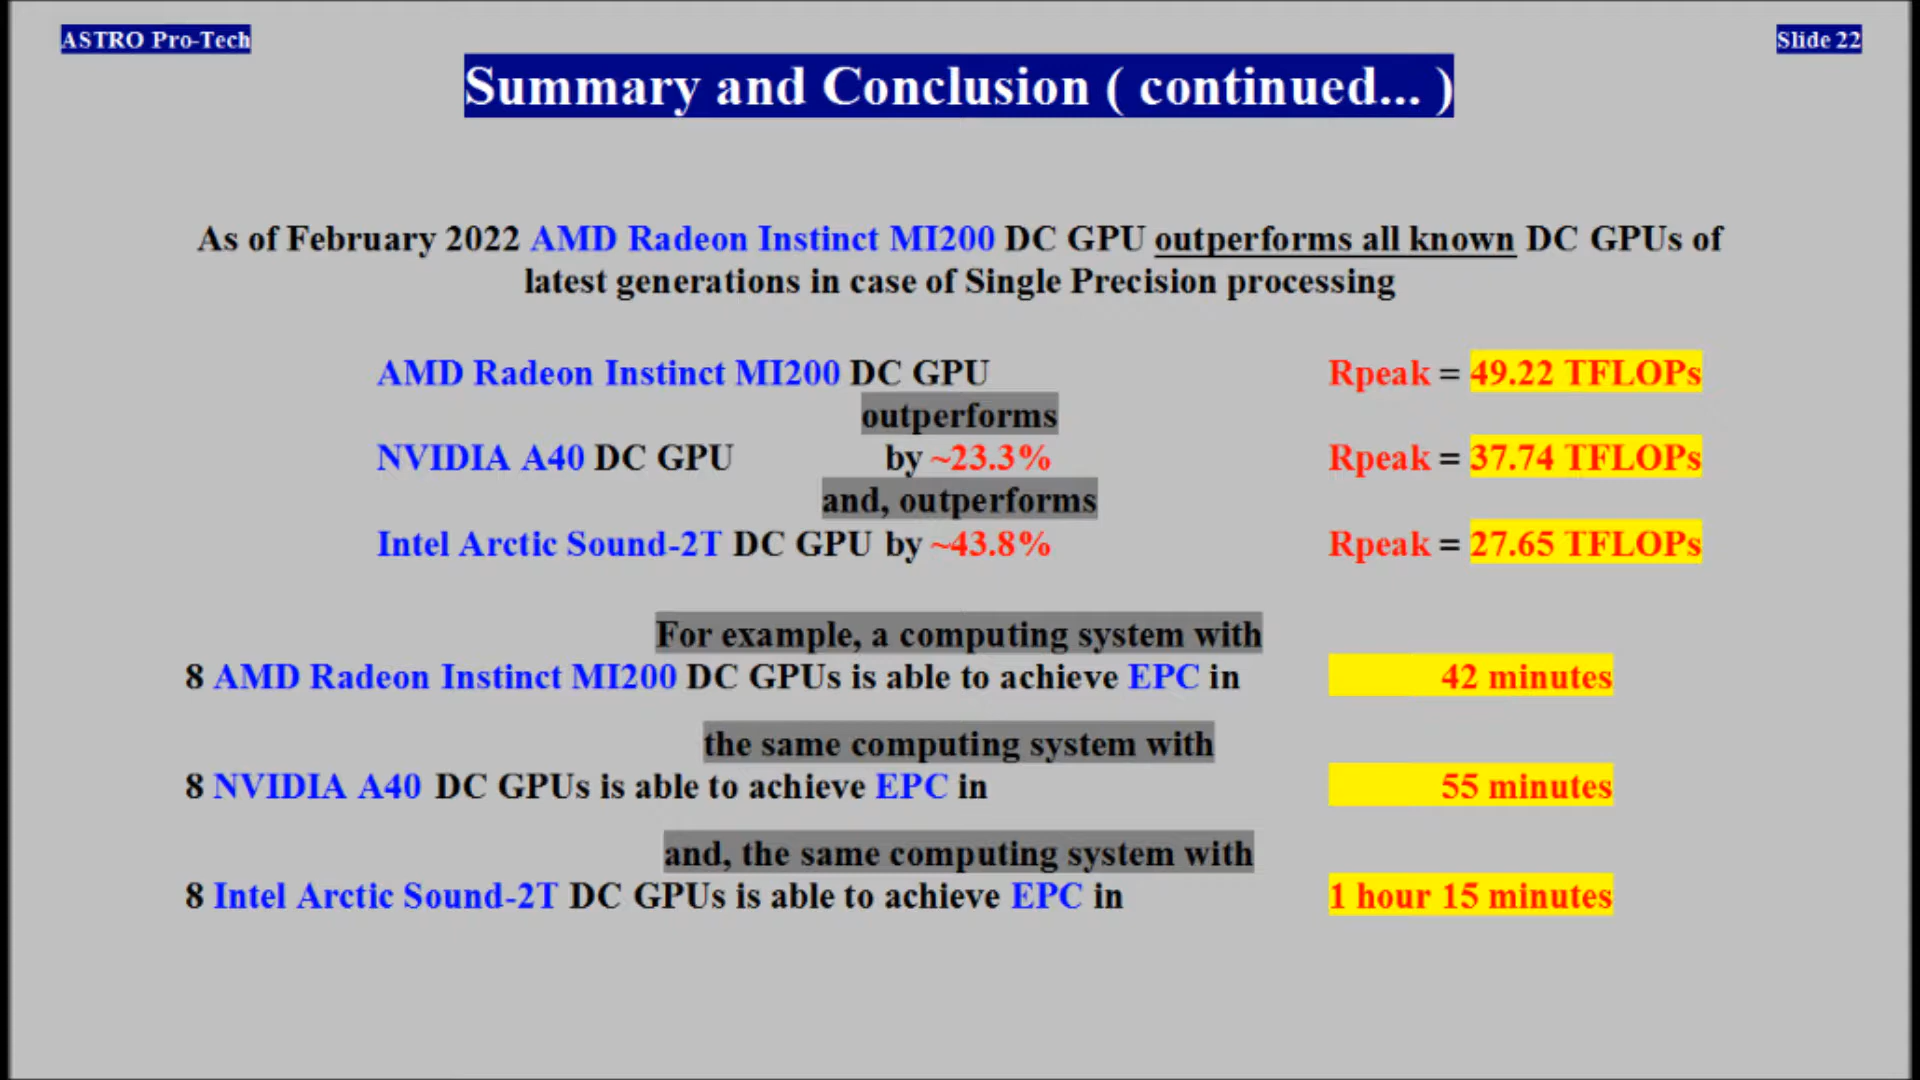 ASTRO Pro-Tech
Slide 22
Summary and Conclusion ( continued... )
As of February 2022 AMD Radeon Instinct MI200 DC GPU outperforms all known DC GPUs of
latest generations in case of Single Precision processing
AMD Radeon Instinct MI200 DC GPU Rpeak = 49.22 TFLOPs
outperforms
NVIDIA A40 DC GPU by ~23.3% Rpeak = 37.74 TFLOPs
and, outperforms
Intel Arctic Sound-2T DC GPU by ~43.8% Rpeak = 27.65 TFLOPs
For example, a computing system with
8 AMD Radeon Instinct MI200 DC GPUs is able to achieve EPC in 42 minutes
the same computing system with
8 NVIDIA A40 DC GPUs is able to achieve EPC in 55 minutes
and, the same computing system with
8 Intel Arctic Sound-2T DC GPUs is able to achieve EPC in 1 hour 15 minutes